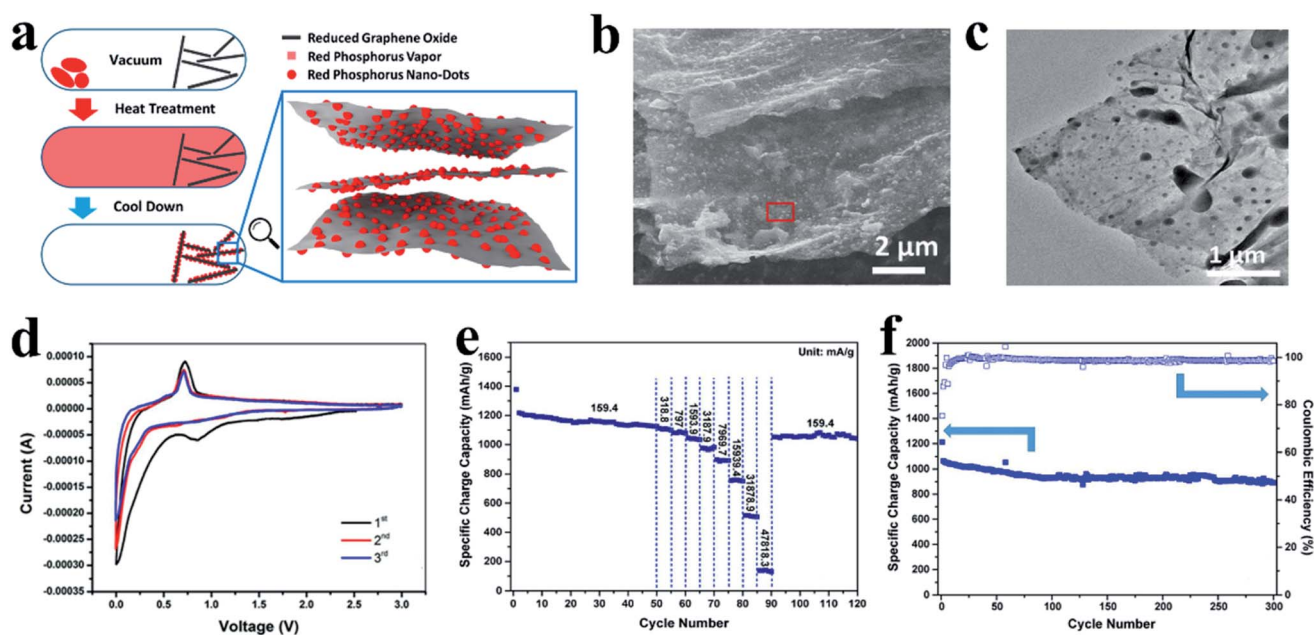 a
Vacuum
Heat Treatment
Cool Down
Reduced Graphene Oxide
Red Phosphorus Vapor
Red Phosphorus Nano-Dots
b
2 μm
c
1 μm
d
Current (A)
0.00010
0.00005
0.00000
-0.00005
-0.00010
-0.00015
-0.00020
-0.00025
-0.00030
-0.00035
1st
2nd
3rd
0.0 0.5 1.0 1.5 2.0 2.5 3.0
Voltage (V)
e
Specific Charge Capacity (mAh/g)
1600
1400
1200
1000
800
600
400
200
0
Unit: mA/g
159.4
318.8
797
1593.9
3187.9
7969.7
15939.4
31878.9
47818.3
159.4
0 10 20 30 40 50 60 70 80 90 100 110 120
Cycle Number
f
Specific Charge Capacity (mAh/g)
2000
1800
1600
1400
1200
1000
800
600
400
200
0
Coulombic Efficiency (%)
100
80
60
40
20
0
0 50 100 150 200 250 300
Cycle Number